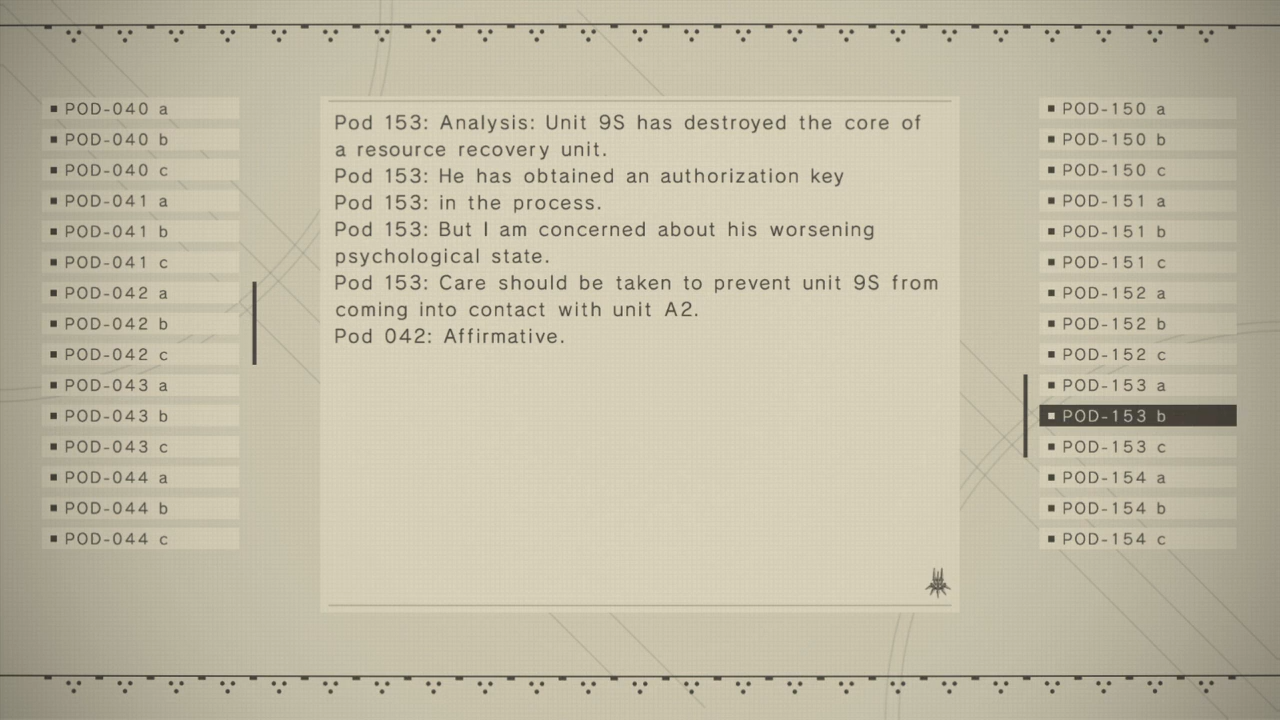 POD-040 a
POD-040 b
POD-040 c
POD-041 a
POD-041 b
POD-041 c
POD-042 a
POD-042 b
POD-042 c
POD-043 a
POD-043 b
POD-043 c
POD-044 a
POD-044 b
POD-044 c
Pod 153: Analysis: Unit 9S has destroyed the core of
a resource recovery unit.
Pod 153: He has obtained an authorization key
Pod 153: in the process.
Pod 153: But I am concerned about his worsening
psychological state.
Pod 153: Care should be taken to prevent unit 9S from
coming into contact with unit A2.
Pod 042: Affirmative.
POD-150 a
POD-150 b
POD-150 c
POD-151 a
POD-151 b
POD-151 c
POD-152 a
POD-152 b
POD-152 c
POD-153 a
POD-153 b
POD-153 c
POD-154 a
POD-154 b
POD-154 c